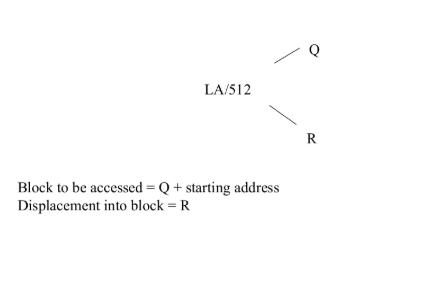 Q
LA/512
R
Block to be accessed = Q + starting address
Displacement into block = R